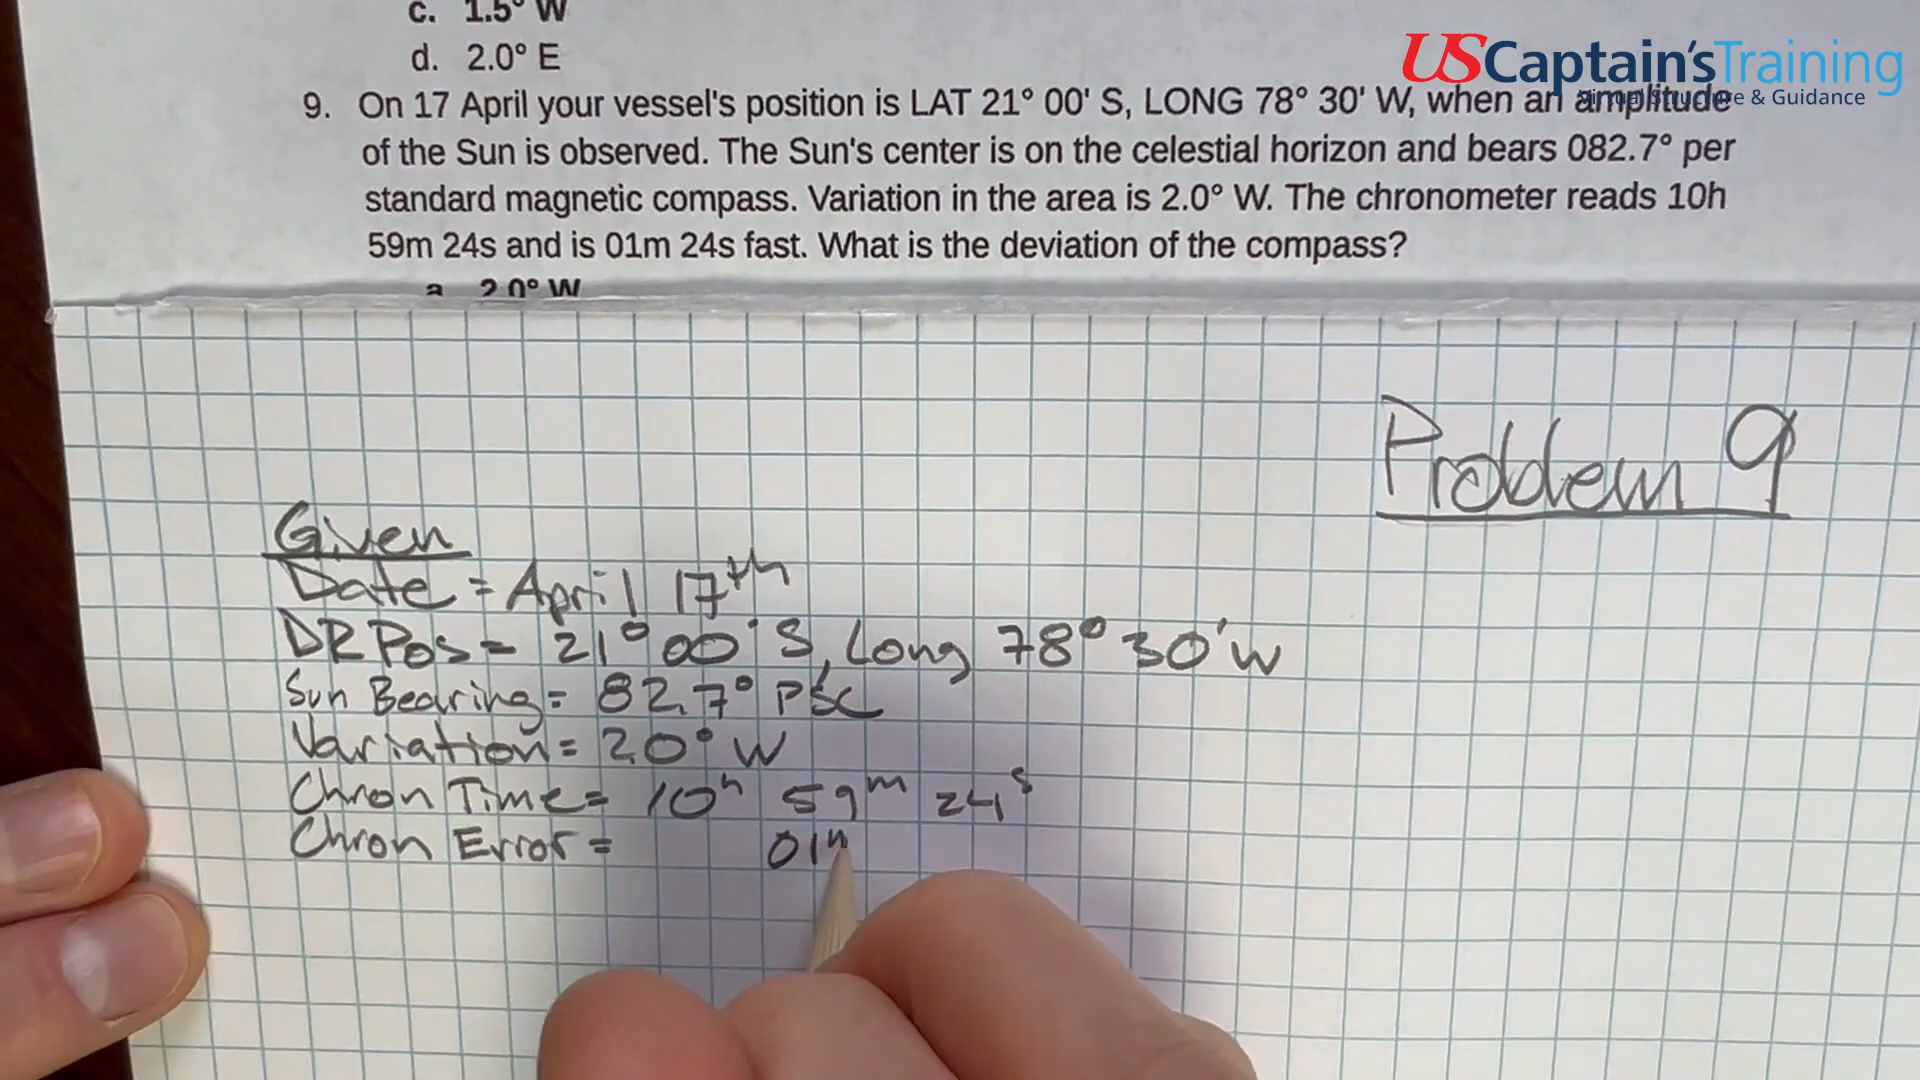 c. 1.5° W
d. 2.0° E
USCaptain'sTraining
Virtual Structure & Guidance
9. On 17 April your vessel's position is LAT 21° 00' S, LONG 78° 30' W, when an amplitude
of the Sun is observed. The Sun's center is on the celestial horizon and bears 082.7° per
standard magnetic compass. Variation in the area is 2.0° W. The chronometer reads 10h
59m 24s and is 01m 24s fast. What is the deviation of the compass?
a. 2.0° W
Problem 9
Given
Date = April 17th
DR Pos = 21° 00' S, Long 78° 30' W
Sun Bearing = 82.7° PSC
Variation = 2.0° W
Chron Time = 10h 59m 24s
Chron Error = 01m